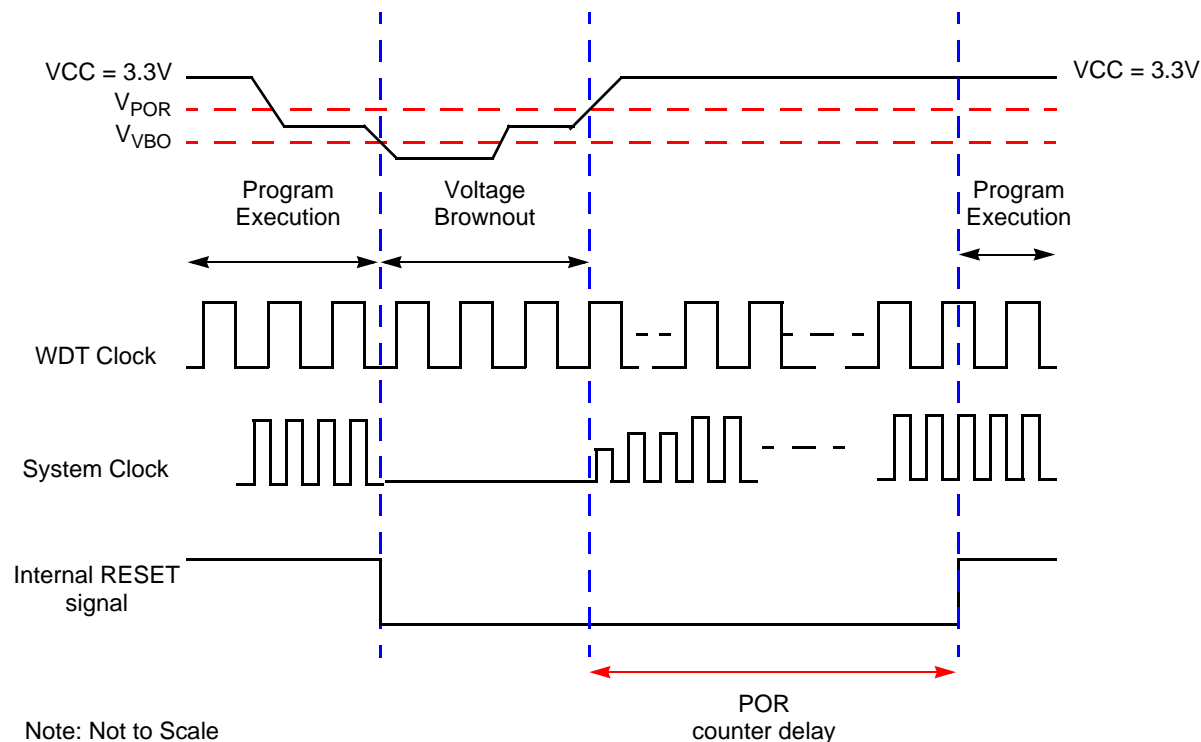 VCC = 3.3V
VCC = 3.3V
VPOR
VVBO
Program
Execution
Voltage
Brownout
Program
Execution
WDT Clock
System Clock
Internal RESET
signal
POR
counter delay
Note: Not to Scale